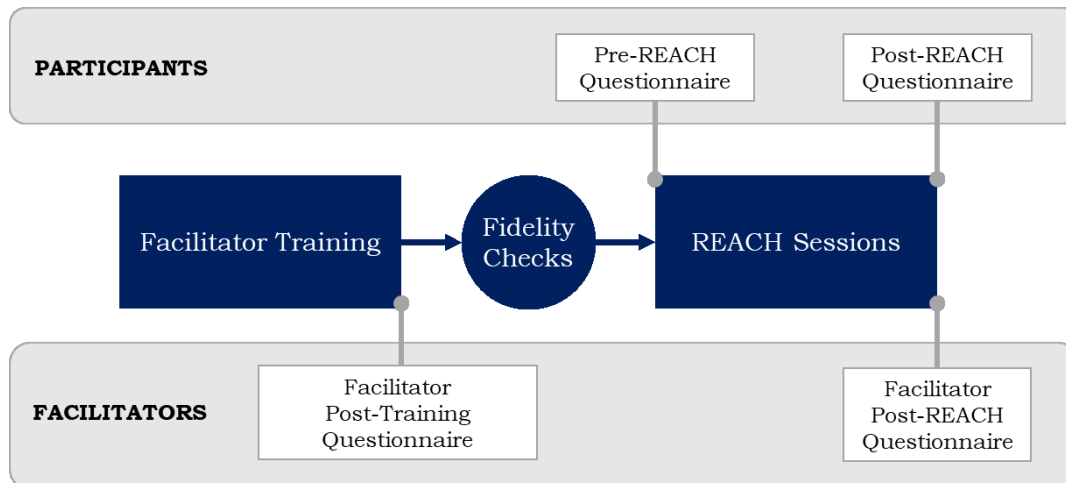 PARTICIPANTS
Pre-REACH
Questionnaire
Post-REACH
Questionnaire
Facilitator Training
Fidelity
Checks
REACH Sessions
FACILITATORS
Facilitator
Post-Training
Questionnaire
Facilitator
Post-REACH
Questionnaire